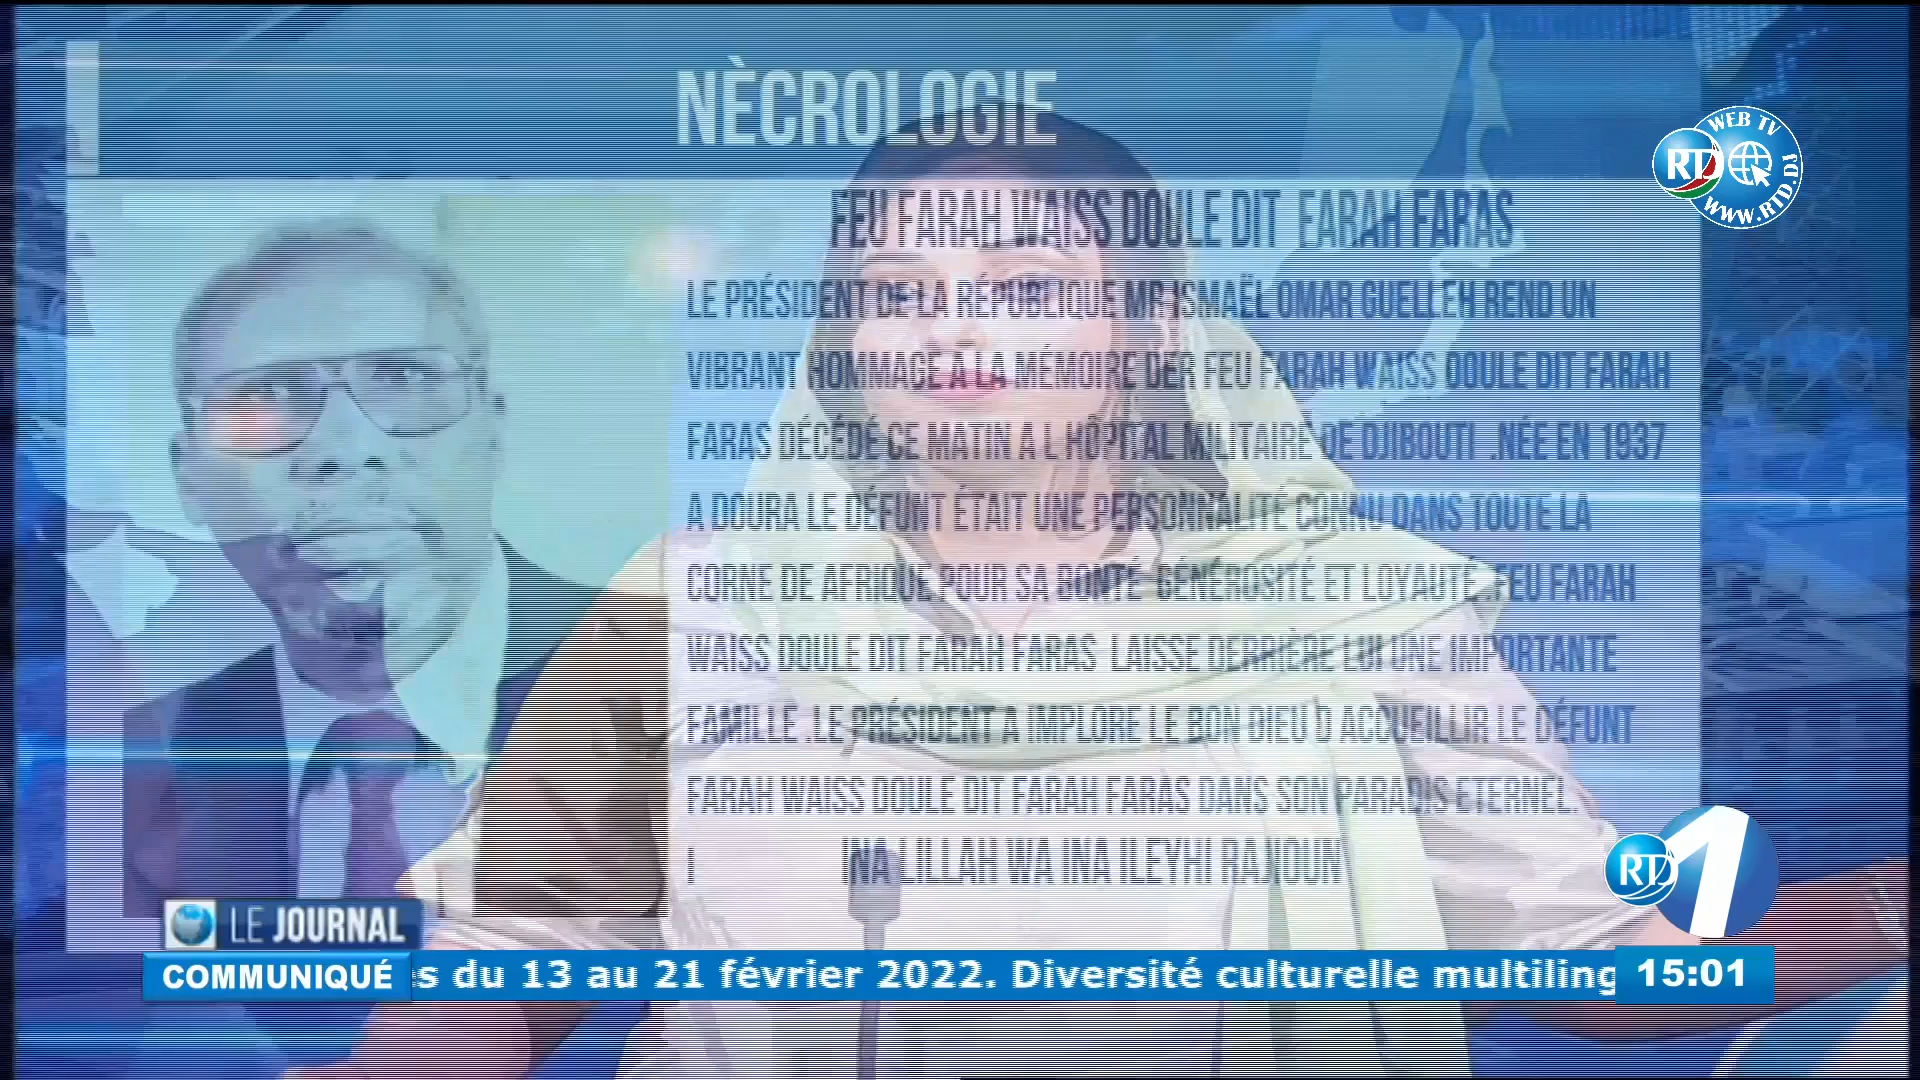 NÈCROLOGIE
WEB TV
RTD
WWW.RTD.DJ
FEU FARAH WAISS DOULE DIT FARAH FARAS
LE PRÉSIDENT DE LA RÉPUBLIQUE MR ISMAËL OMAR GUELLEH REND UN
VIBRANT HOMMAGE A LA MÉMOIRE DER FEU FARAH WAISS DOULE DIT FARAH
FARAS DÉCÉDÉ CE MATIN A L HÔPITAL MILITAIRE DE DJIBOUTI .NÉE EN 1937
A DOURA LE DÉFUNT ÉTAIT UNE PERSONNALITÉ CONNU DANS TOUTE LA
CORNE DE AFRIQUE POUR SA BONTÉ GÉNÉROSITÉ ET LOYAUTÉ .FEU FARAH
WAISS DOULE DIT FARAH FARAS LAISSE DERRIÈRE LUI UNE IMPORTANTE
FAMILLE .LE PRÉSIDENT A IMPLORE LE BON DIEU D ACCUEILLIR LE DÉFUNT
FARAH WAISS DOULE DIT FARAH FARAS DANS SON PARADIS ETERNEL.
I INA LILLAH WA INA ILEYHI RAJIOUN
RTD 1
LE JOURNAL
COMMUNIQUÉ es du 13 au 21 février 2022. Diversité culturelle multiling 15:01